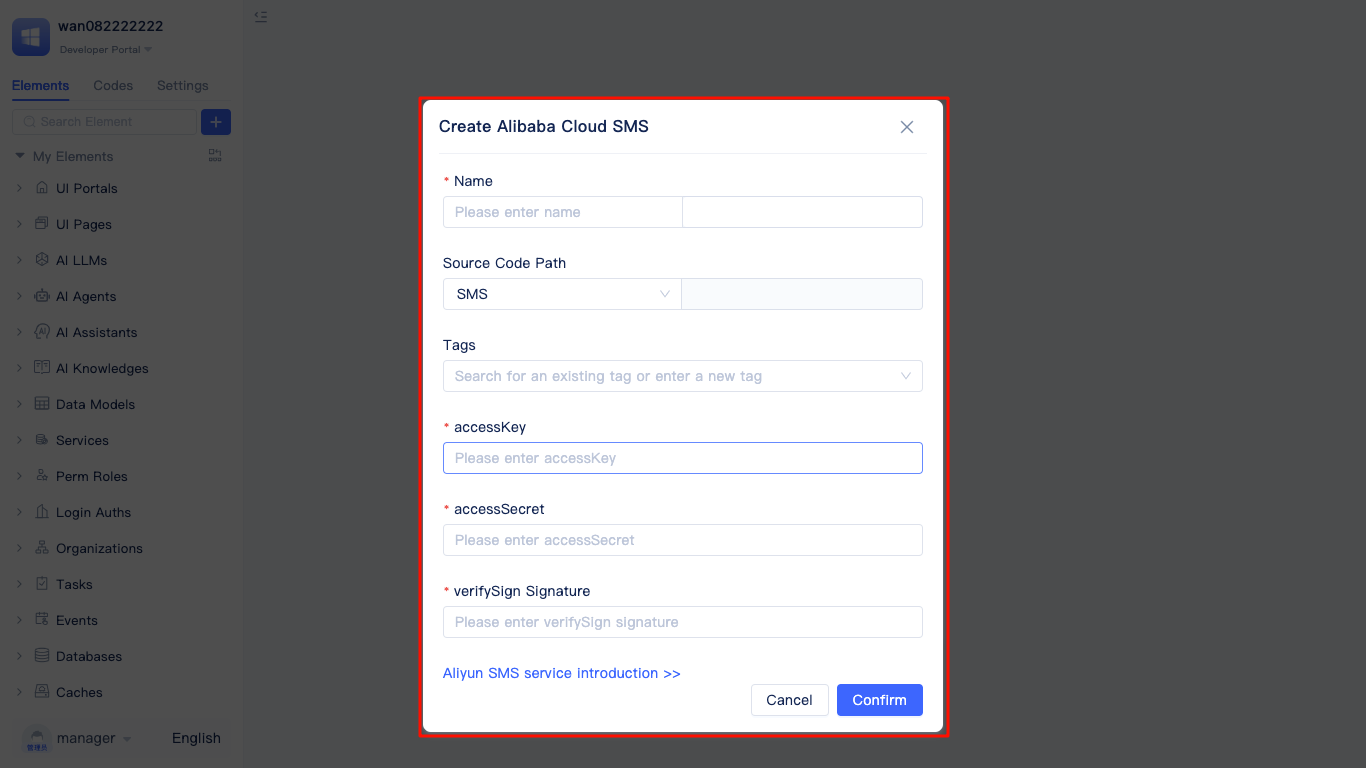 wan082222222
Developer Portal
Elements Codes Settings
Search Element
My Elements
UI Portals
UI Pages
AI LLMs
AI Agents
AI Assistants
AI Knowledges
Data Models
Services
Perm Roles
Login Auths
Organizations
Tasks
Events
Databases
Caches
管理员
manager
English
Create Alibaba Cloud SMS
* Name
Please enter name
Source Code Path
SMS
Tags
Search for an existing tag or enter a new tag
* accessKey
Please enter accessKey
* accessSecret
Please enter accessSecret
* verifySign Signature
Please enter verifySign signature
Aliyun SMS service introduction >>
Cancel Confirm